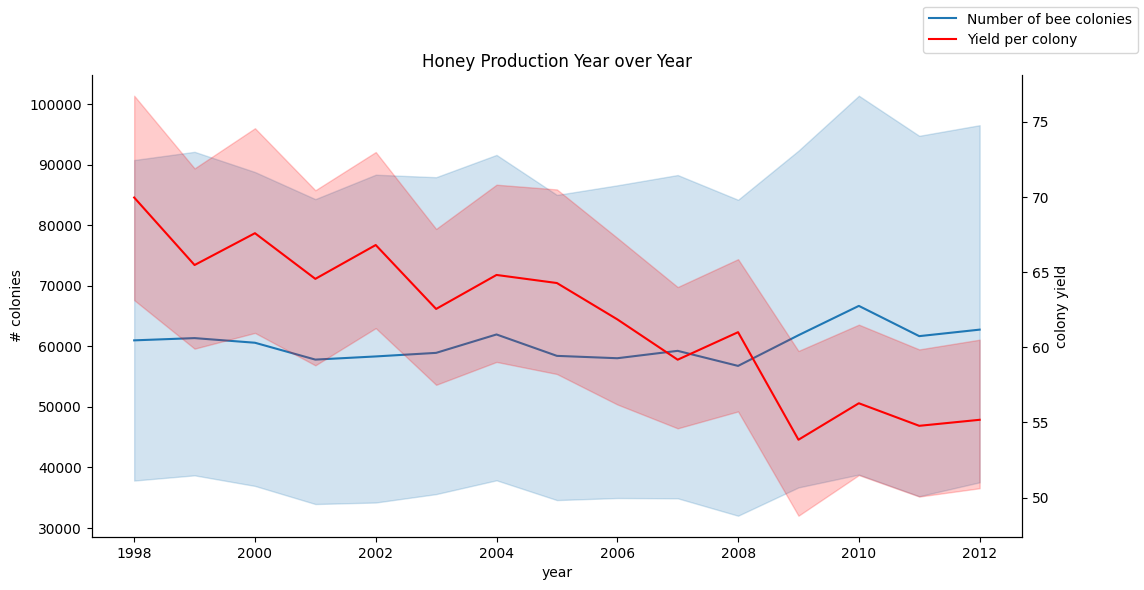 Number of bee colonies
Yield per colony
Honey Production Year over Year
100000
90000
80000
70000
60000
50000
40000
30000
# colonies
75
70
65
60
55
50
colony yield
1998 2000 2002 2004 2006 2008 2010 2012
year